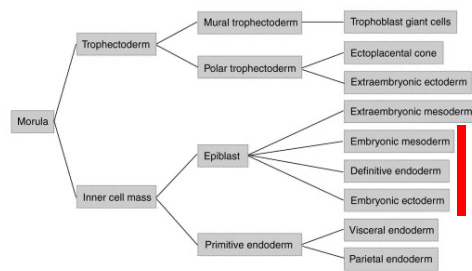 Mural trophectoderm
Trophoblast giant cells
Trophectoderm
Ectoplacental cone
Polar trophectoderm
Extraembryonic ectoderm
Morula
Extraembryonic mesoderm
Embryonic mesoderm
Epiblast
Definitive endoderm
Inner cell mass
Embryonic ectoderm
Visceral endoderm
Primitive endoderm
Parietal endoderm